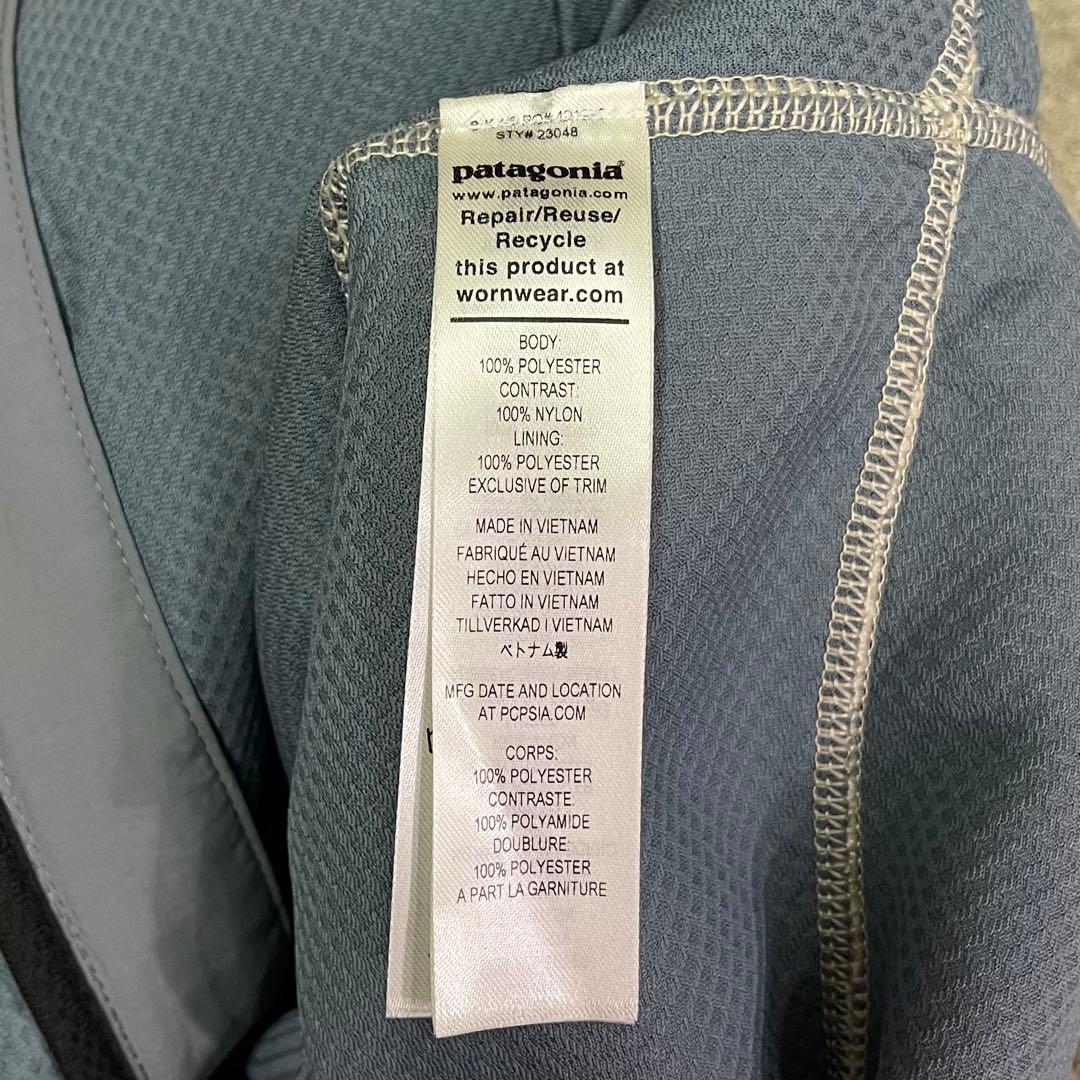 STY# 23048
patagonia®
www.patagonia.com
Repair/Reuse/
Recycle
this product at
wornwear.com
BODY:
100% POLYESTER
CONTRAST:
100% NYLON
LINING:
100% POLYESTER
EXCLUSIVE OF TRIM
MADE IN VIETNAM
FABRIQUÉ AU VIETNAM
HECHO EN VIETNAM
FATTO IN VIETNAM
TILLVERKAD I VIETNAM
ベトナム製
MFG DATE AND LOCATION
AT PCPSIA.COM
CORPS:
100% POLYESTER
CONTRASTE:
100% POLYAMIDE
DOUBLURE:
100% POLYESTER
A PART LA GARNITURE